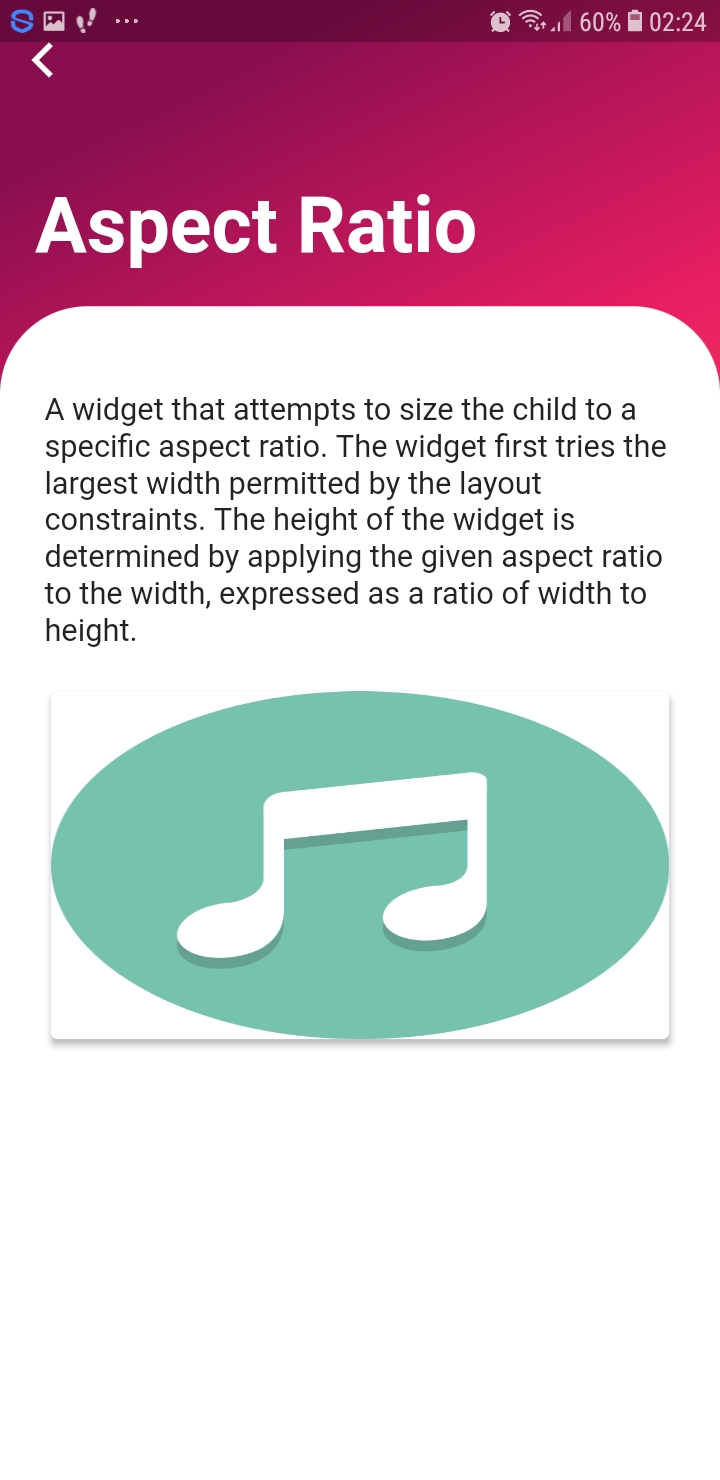 60% 02:24
Aspect Ratio
A widget that attempts to size the child to a
specific aspect ratio. The widget first tries the
largest width permitted by the layout
constraints. The height of the widget is
determined by applying the given aspect ratio
to the width, expressed as a ratio of width to
height.